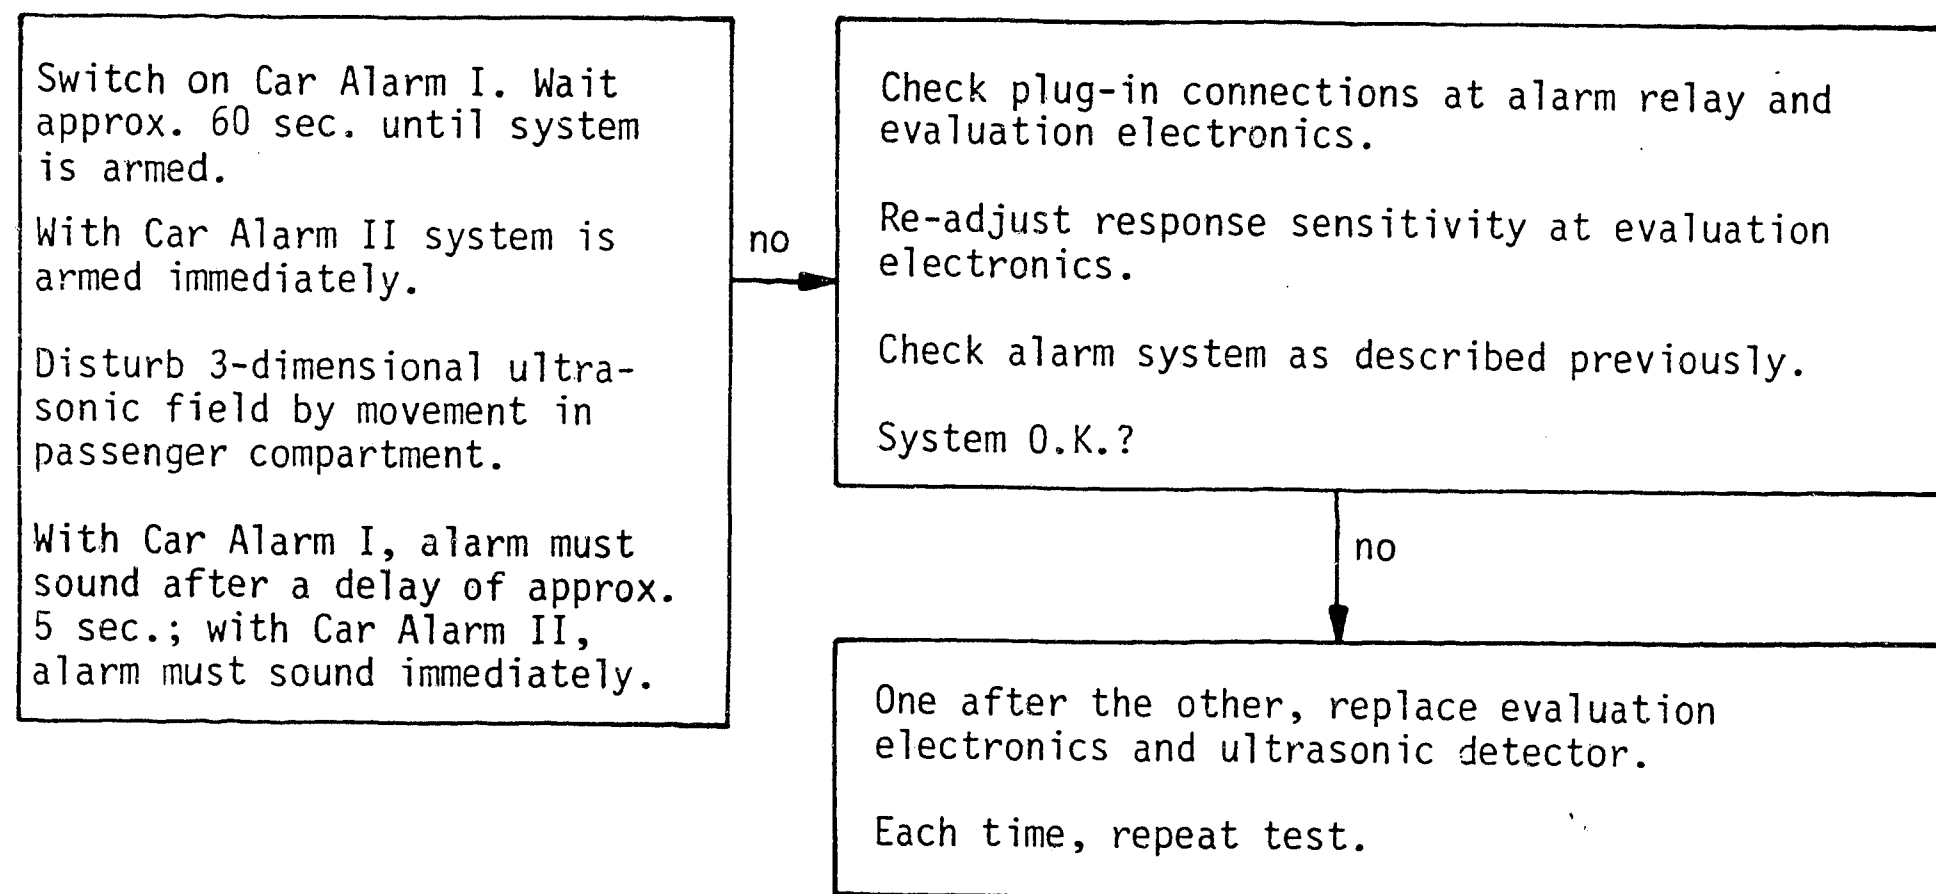 Switch on Car Alarm I. Wait
approx. 60 sec. until system
is armed.
With Car Alarm II system is
armed immediately.
Disturb 3-dimensional ultra-
sonic field by movement in
passenger compartment.
With Car Alarm I, alarm must
sound after a delay of approx.
5 sec.; with Car Alarm II,
alarm must sound immediately.
no
Check plug-in connections at alarm relay and
evaluation electronics.
Re-adjust response sensitivity at evaluation
electronics.
Check alarm system as described previously.
System O.K.?
no
One after the other, replace evaluation
electronics and ultrasonic detector.
Each time, repeat test.